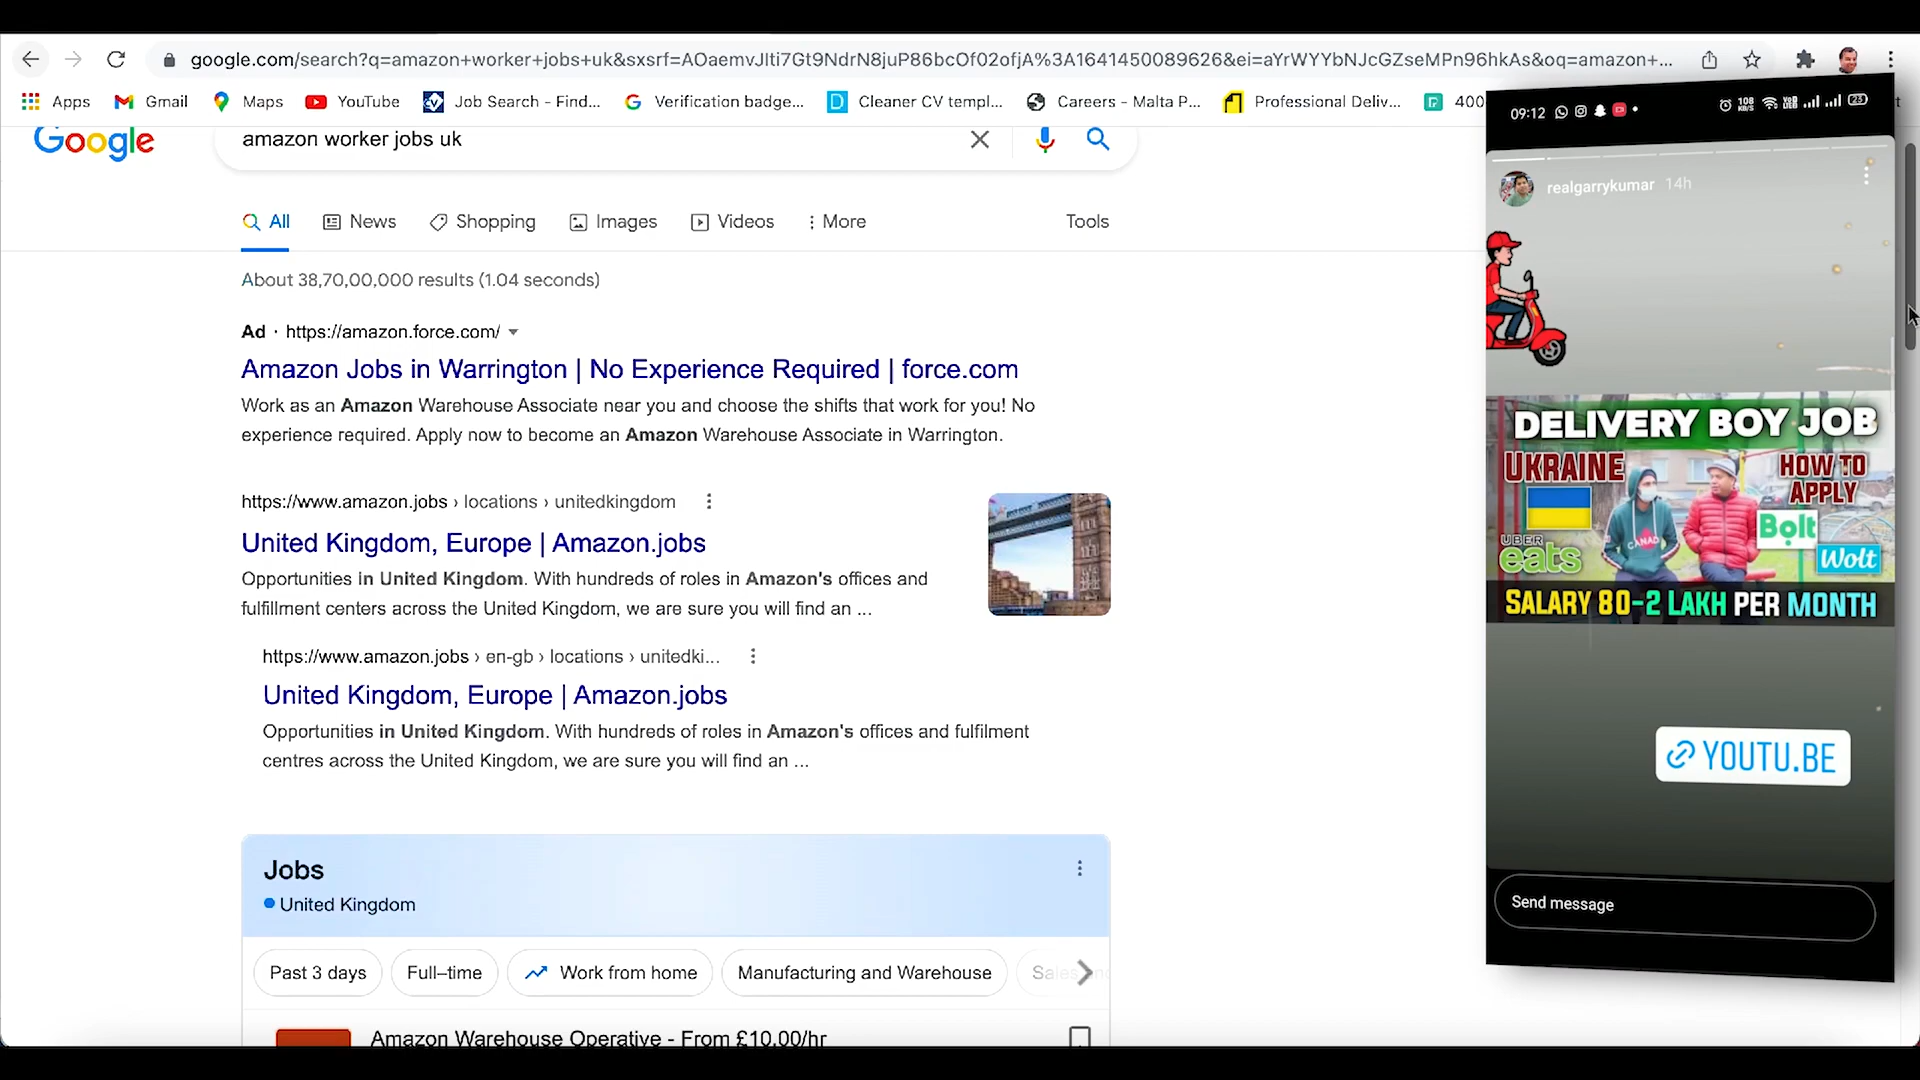 google.com/search?q=amazon+worker+jobs+uk&sxsrf=AOaemvJlti7Gt9NdrN8juP86bcOf02ofjA%3A1641450089626&ei=aYrWYYbNJcGZseMPn96hkAs&oq=amazon+...
Apps
Gmail
Maps
YouTube
Job Search - Find...
Verification badge...
Cleaner CV templ...
Careers - Malta P...
Professional Deliv...
400
Google
amazon worker jobs uk
All
News
Shopping
Images
Videos
More
Tools
About 38,70,00,000 results (1.04 seconds)
Ad · https://amazon.force.com/
Amazon Jobs in Warrington | No Experience Required | force.com
Work as an Amazon Warehouse Associate near you and choose the shifts that work for you! No
experience required. Apply now to become an Amazon Warehouse Associate in Warrington.
https://www.amazon.jobs › locations › unitedkingdom
United Kingdom, Europe | Amazon.jobs
Opportunities in United Kingdom. With hundreds of roles in Amazon's offices and
fulfillment centers across the United Kingdom, we are sure you will find an ...
https://www.amazon.jobs › en-gb › locations › unitedki...
United Kingdom, Europe | Amazon.jobs
Opportunities in United Kingdom. With hundreds of roles in Amazon's offices and fulfilment
centres across the United Kingdom, we are sure you will find an ...
Jobs
United Kingdom
Past 3 days
Full–time
Work from home
Manufacturing and Warehouse
Amazon Warehouse Operative - From £10.00/hr
09:12
108
KB/S
23
realgarrykumar 14h
DELIVERY BOY JOB
UKRAINE
HOW TO
APPLY
CANAD
UBER
eats
Bolt
Wolt
SALARY 80-2 LAKH PER MONTH
YOUTU.BE
Send message